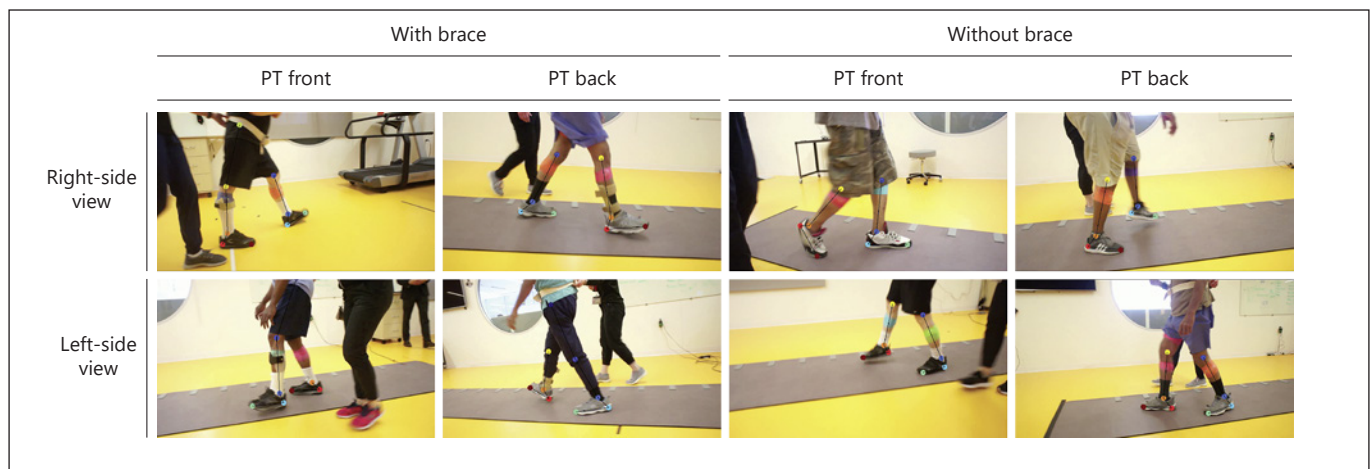 With brace
Without brace
PT front
PT back
PT front
PT back
Right-side
view
Left-side
view